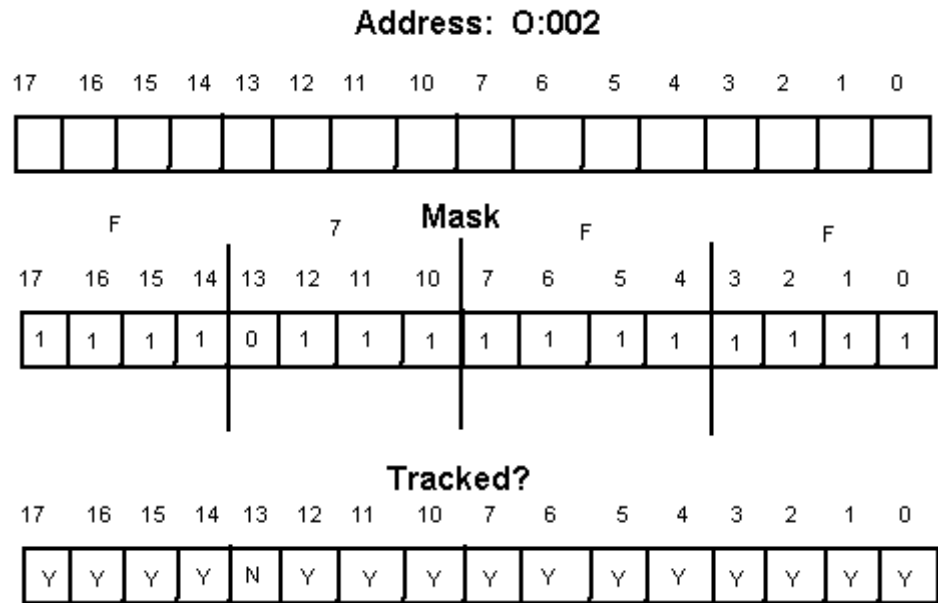 Address: O:002
17 16 15 14 13 12 11 10 7 6 5 4 3 2 1 0
Mask
F 7 F F
17 16 15 14 13 12 11 10 7 6 5 4 3 2 1 0
1 1 1 1 0 1 1 1 1 1 1 1 1 1 1 1
Tracked?
17 16 15 14 13 12 11 10 7 6 5 4 3 2 1 0
Y Y Y Y N Y Y Y Y Y Y Y Y Y Y Y